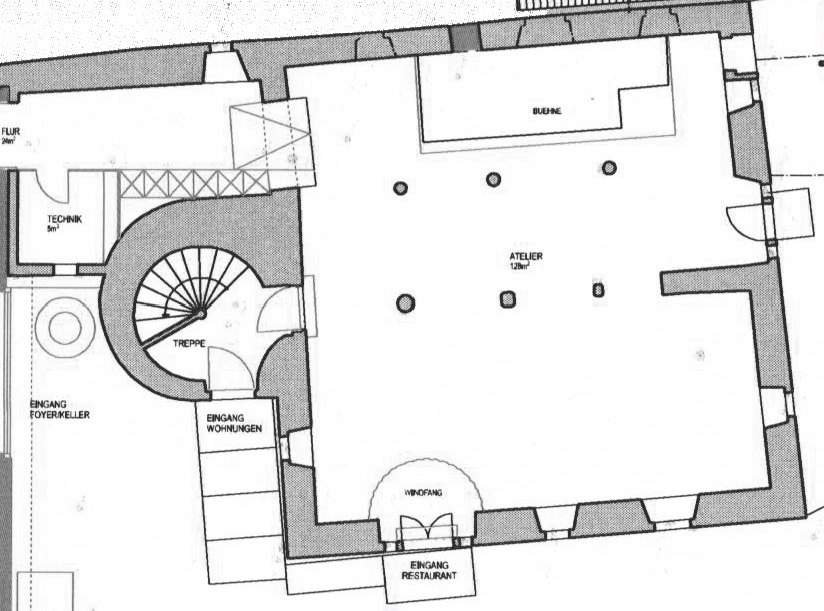 BUEHNE
FLUR
24m²
TECHNIK
5m²
ATELIER
128m²
TREPPE
EINGANG
FOYER/KELLER
EINGANG
WOHNUNGEN
WINDFANG
EINGANG
RESTAURANT